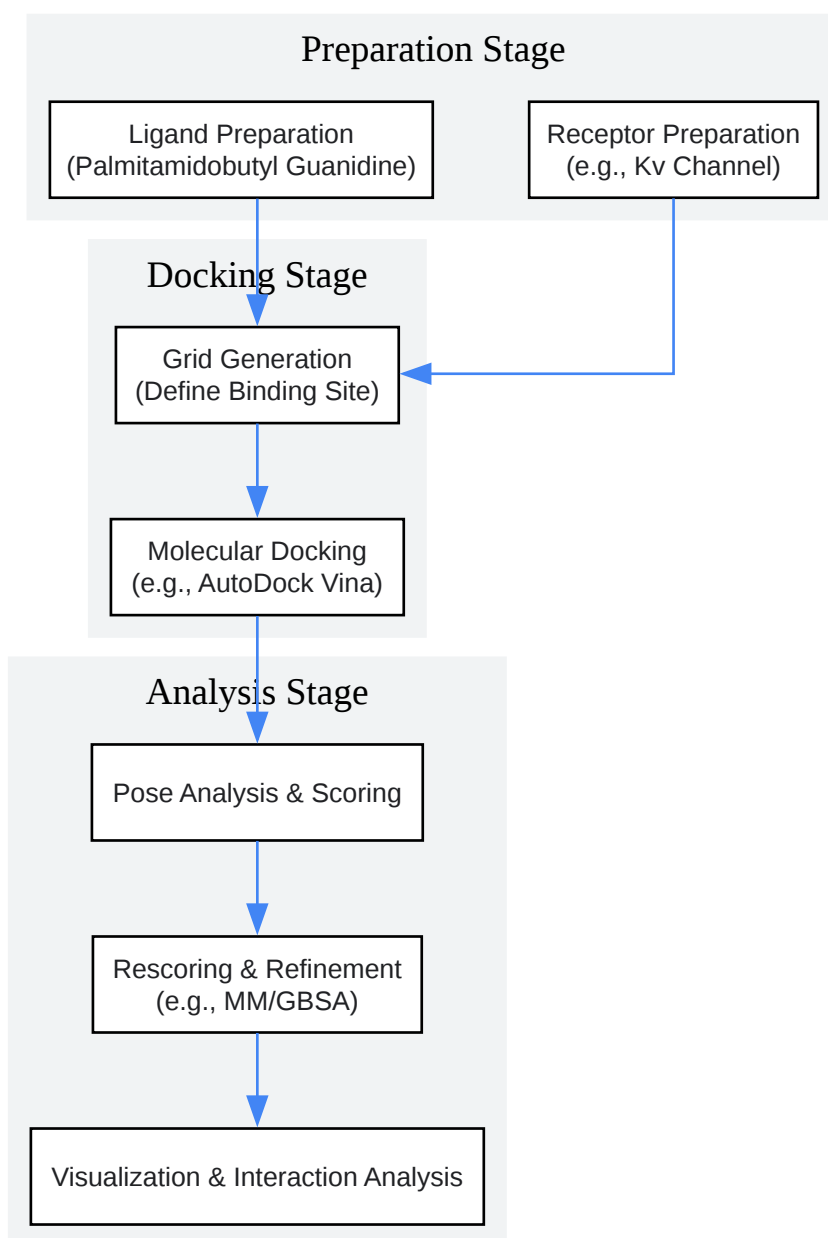 Preparation Stage
Ligand Preparation
(Palmitamidobutyl Guanidine)
Receptor Preparation
(e.g., Kv Channel)
Docking Stage
Grid Generation
(Define Binding Site)
Molecular Docking
(e.g., AutoDock Vina)
Analysis Stage
Pose Analysis & Scoring
Rescoring & Refinement
(e.g., MM/GBSA)
Visualization & Interaction Analysis